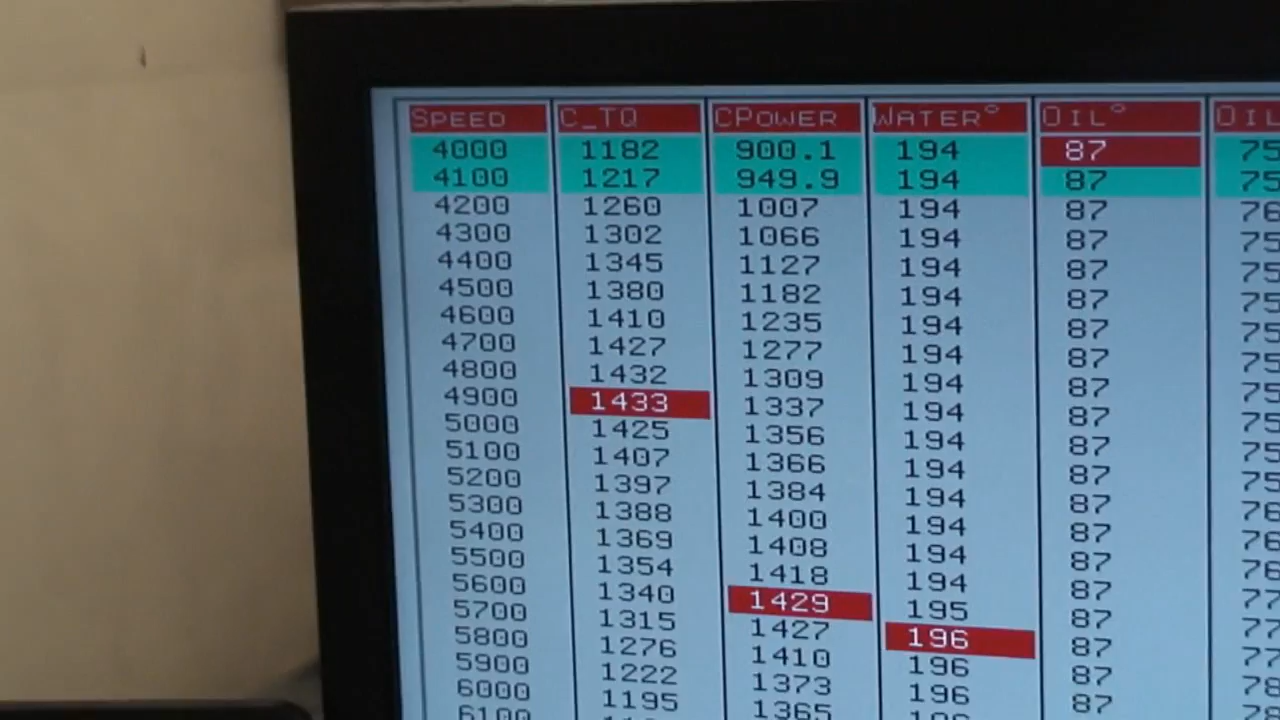 SPEED C_TQ CPOWER WATER° OIL° OIL
4000 1182 900.1 194 87
4100 1217 949.9 194 87
4200 1260 1007 194 87
4300 1302 1066 194 87
4400 1345 1127 194 87
4500 1380 1182 194 87
4600 1410 1235 194 87
4700 1427 1277 194 87
4800 1432 1309 194 87
4900 1433 1337 194 87
5000 1425 1356 194 87
5100 1407 1366 194 87
5200 1397 1384 194 87
5300 1388 1400 194 87
5400 1369 1408 194 87
5500 1354 1418 194 87
5600 1340 1429 195 87
5700 1315 1427 196 87
5800 1276 1410 196 87
5900 1222 1373 196 87
6000 1195 1365
6100